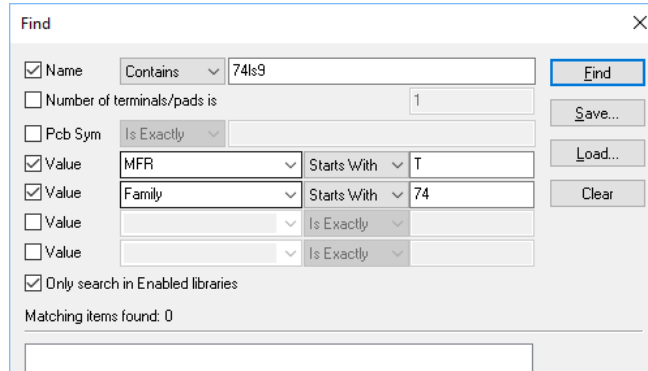 Find
Name Contains 74ls9 Find
Number of terminals/pads is 1
Save...
Pcb Sym Is Exactly
Value MFR Starts With T Load...
Value Family Starts With 74 Clear
Value Is Exactly
Value Is Exactly
Only search in Enabled libraries
Matching items found: 0